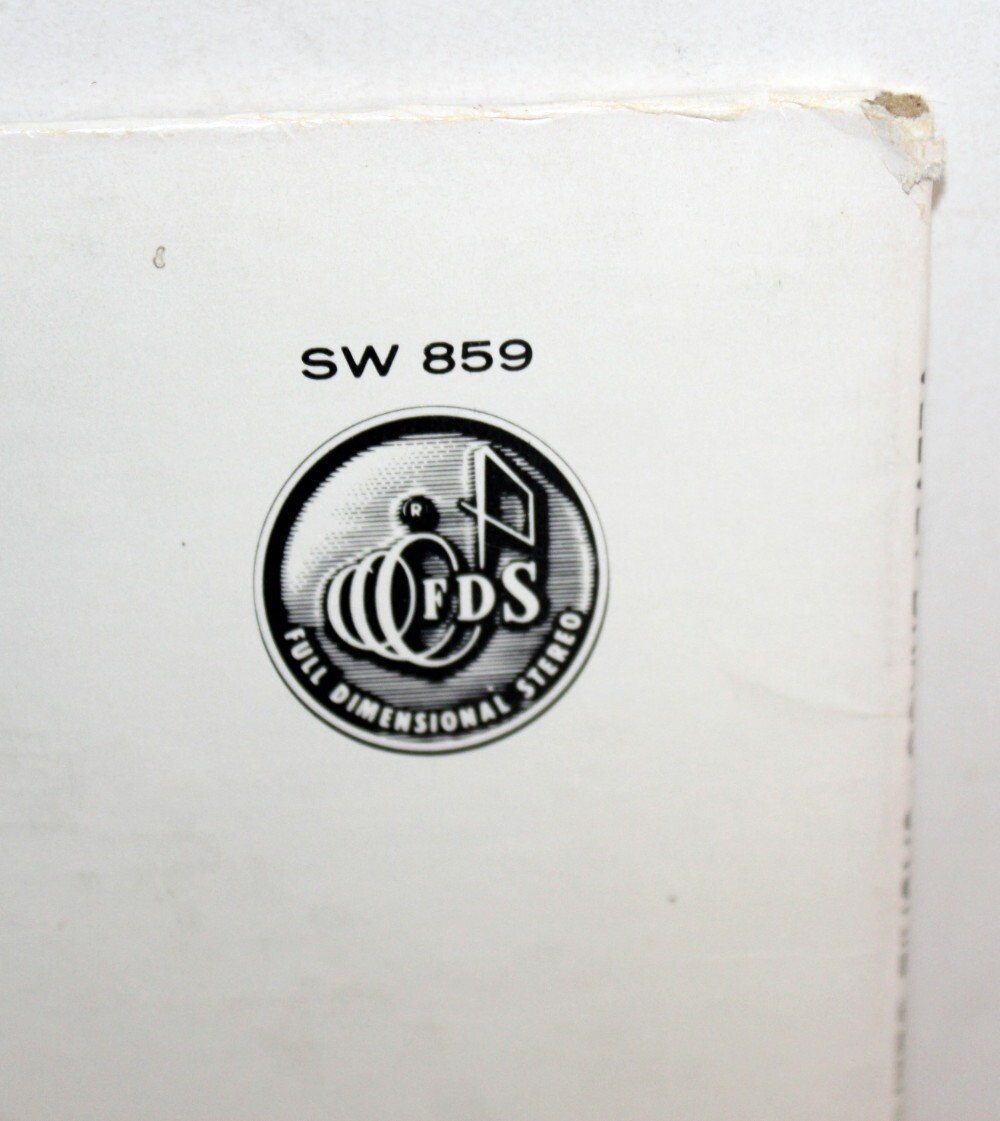 SW 859
®
FDS
FULL DIMENSIONAL STEREO